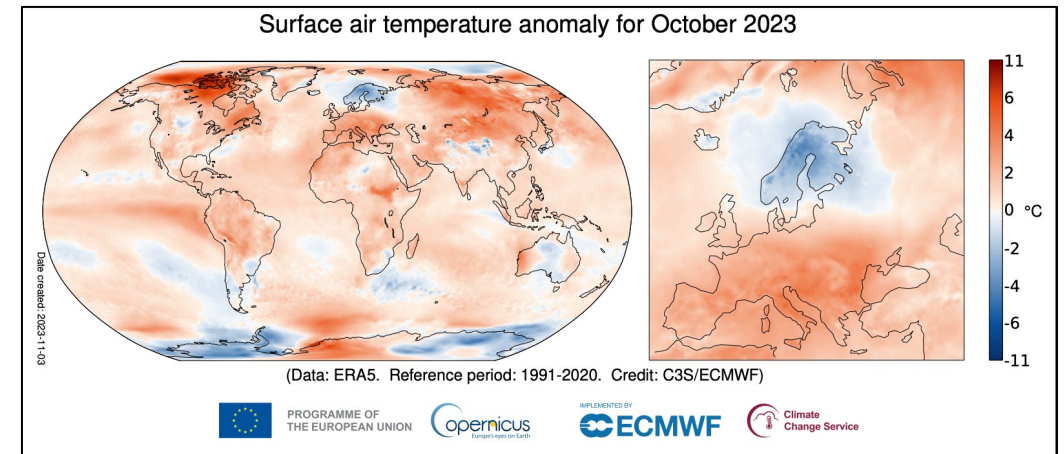 Surface air temperature anomaly for October 2023
11
6
4
2
0
-2
-4
-6
-11
°C
Date created: 2023-11-03
(Data: ERA5. Reference period: 1991-2020. Credit: C3S/ECMWF)
PROGRAMME OF
THE EUROPEAN UNION
opernicus
Europe's eyes on Earth
IMPLEMENTED BY
ECMWF
Climate
Change Service